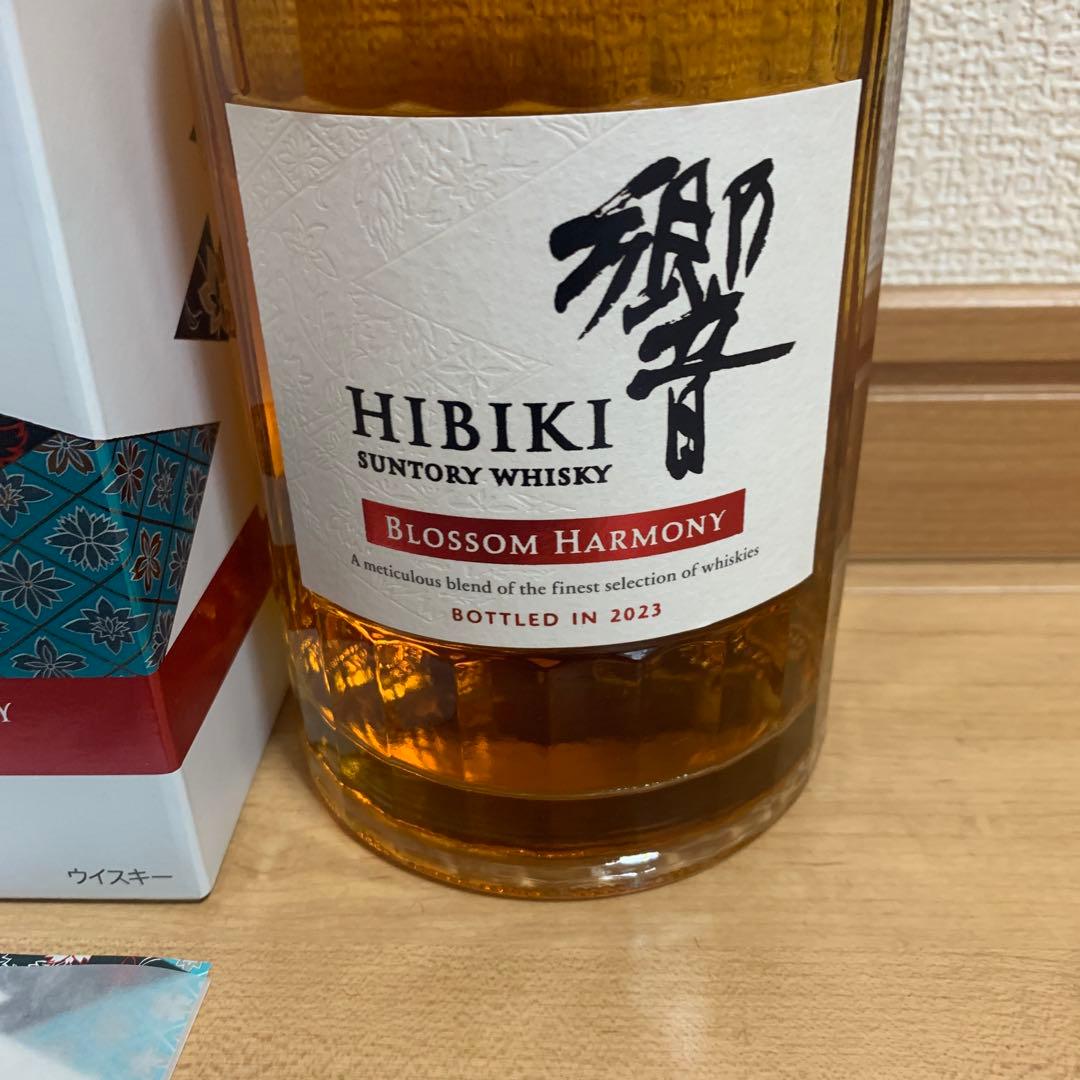 響
HIBIKI
SUNTORY WHISKY
BLOSSOM HARMONY
A meticulous blend of the finest selection of whiskies
BOTTLED IN 2023
Y
ウイスキー